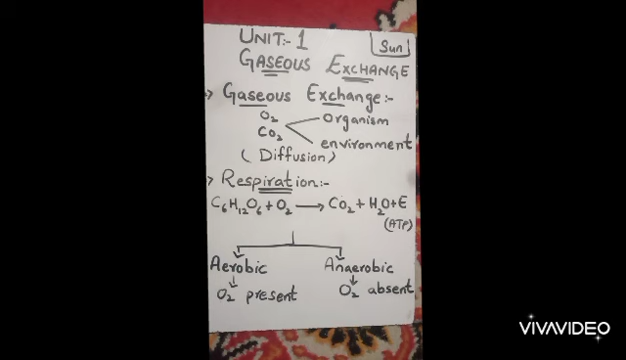 UNIT:- 1
Sun
GASEOUS EXCHANGE
Gaseous Exchange:-
O₂
Organism
CO₂
environment
( Diffusion )
Respiration:-
C₆H₁₂O₆ + O₂ → CO₂ + H₂O + E
(ATP)
Aerobic Anaerobic
O₂ present O₂ absent
VIVAVIDEO